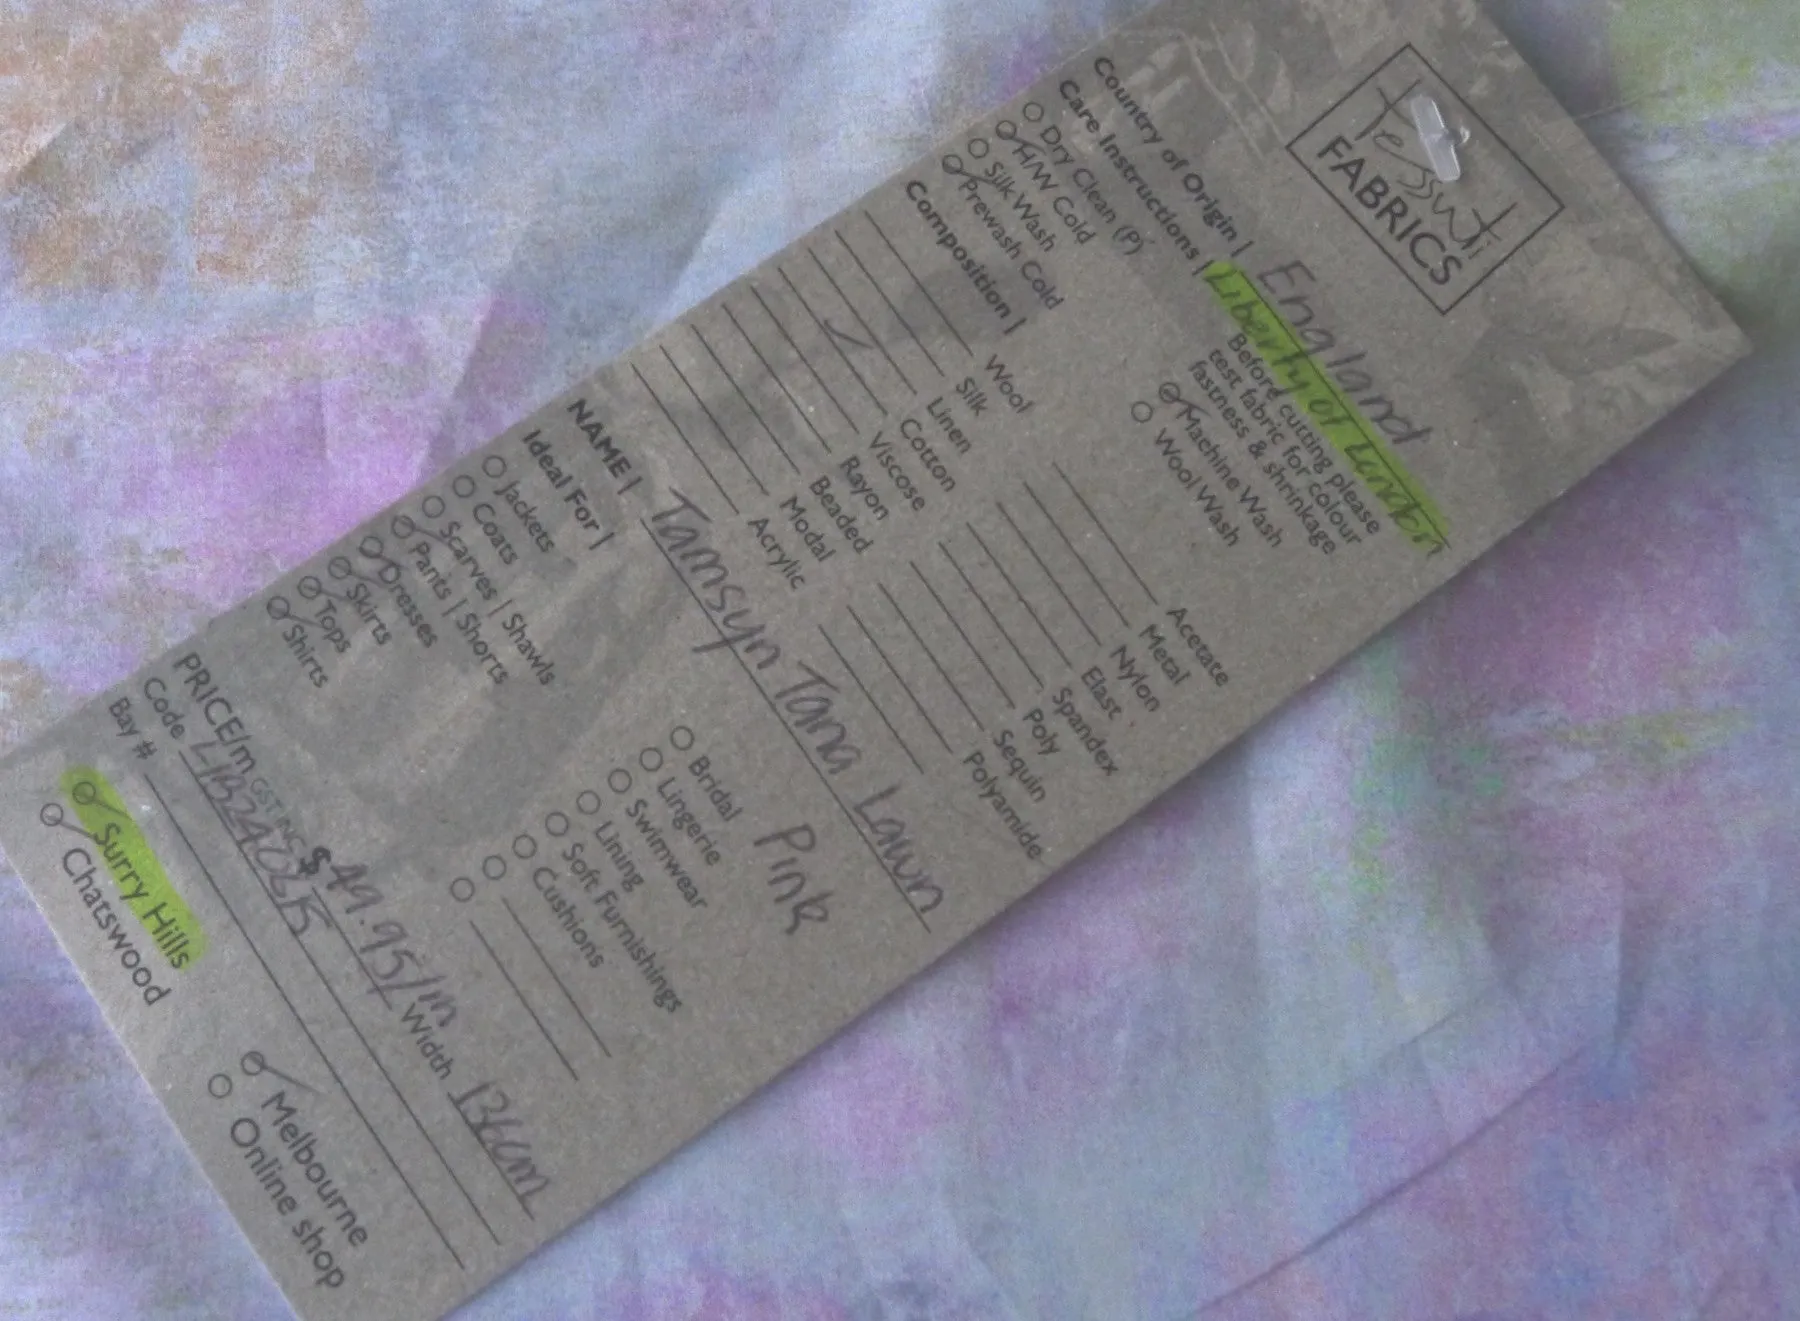 Tessuti
FABRICS
Country of Origin | England
Care Instructions | Liberty of London
Dry Clean (P)
H/W Cold
Silk Wash
Prewash Cold
Before cutting please
test fabric for colour
fastness & shrinkage
Machine Wash
Wool Wash
Composition |
Wool
Silk
Linen
Cotton
Viscose
Rayon
Beaded
Modal
Acrylic
Acetate
Metal
Nylon
Elast
Spandex
Poly
Sequin
Polyamide
NAME | Tamsyn Tana Lawn
Pink
Ideal For |
Jackets
Coats
Scarves | Shawls
Pants | Shorts
Dresses
Skirts
Tops
Shirts
Bridal
Lingerie
Swimwear
Lining
Soft Furnishings
Cushions
PRICE/m GST INC $49.95/m Width 136cm
Code
Bay #
Surry Hills
Chatswood
Melbourne
Online shop